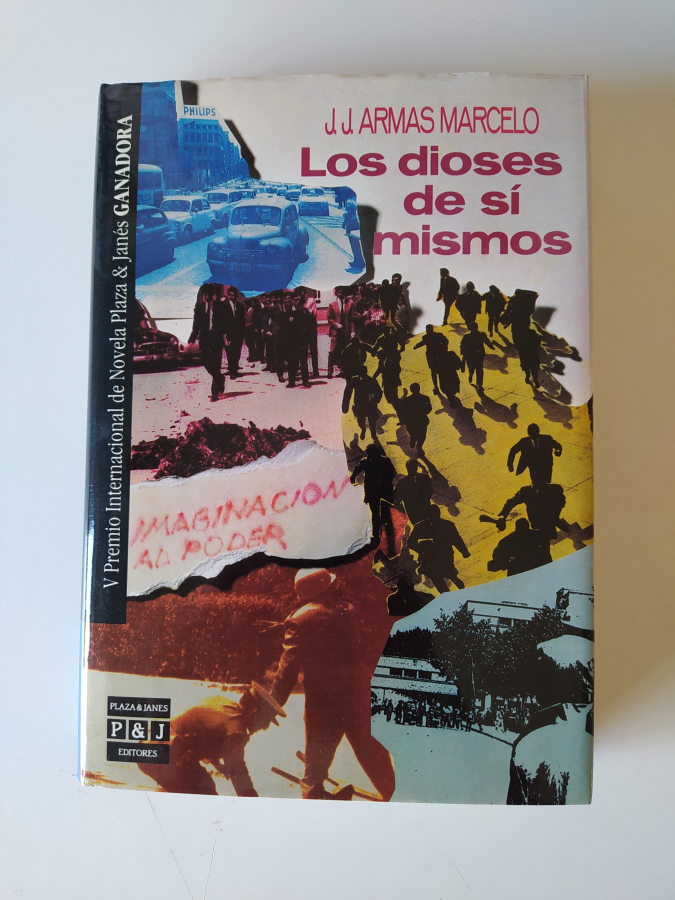 PHILIPS
J. J. ARMAS MARCELO
Los dioses
de sí
mismos
V Premio Internacional de Novela Plaza & Janés GANADORA
IMAGINACION
AL PODER
PLAZA & JANES
P & J
EDITORES